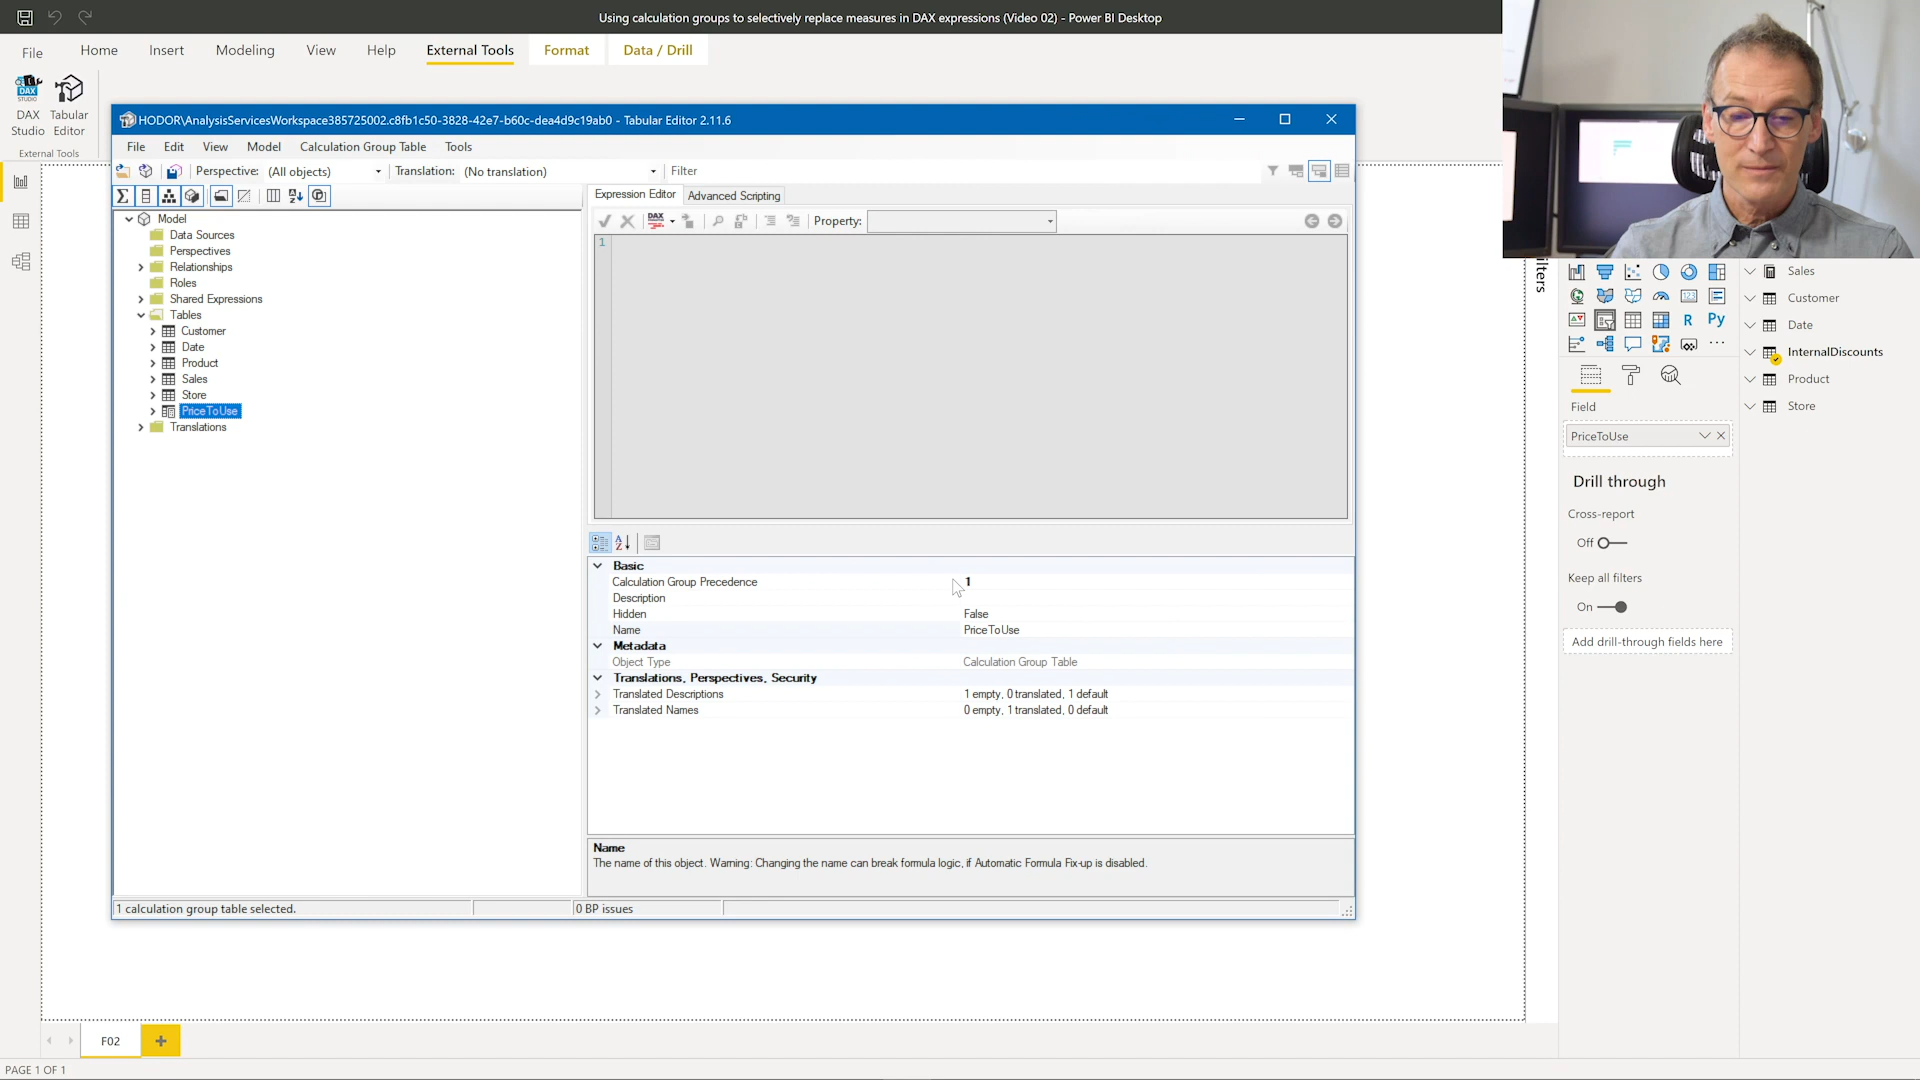 Using calculation groups to selectively replace measures in DAX expressions (Video 02) - Power BI Desktop
File Home Insert Modeling View Help External Tools Format Data / Drill
DAX
STUDIO
DAX Studio
Tabular Editor
External Tools
HODOR\AnalysisServicesWorkspace385725002.c8fb1c50-3828-42e7-b60c-dea4d9c19ab0 - Tabular Editor 2.11.6
File Edit View Model Calculation Group Table Tools
Perspective: (All objects) Translation: (No translation) Filter
Expression Editor Advanced Scripting
DAX Property:
1
Model
Data Sources
Perspectives
Relationships
Roles
Shared Expressions
Tables
Customer
Date
Product
Sales
Store
PriceToUse
Translations
Basic
Calculation Group Precedence 1
Description
Hidden False
Name PriceToUse
Metadata
Object Type Calculation Group Table
Translations, Perspectives, Security
Translated Descriptions 1 empty, 0 translated, 1 default
Translated Names 0 empty, 1 translated, 0 default
Name
The name of this object. Warning: Changing the name can break formula logic, if Automatic Formula Fix-up is disabled.
1 calculation group table selected.
0 BP issues
ilters
123
R Py
Field
PriceToUse
Drill through
Cross-report
Off
Keep all filters
On
Add drill-through fields here
Sales
Customer
Date
InternalDiscounts
Product
Store
F02
PAGE 1 OF 1